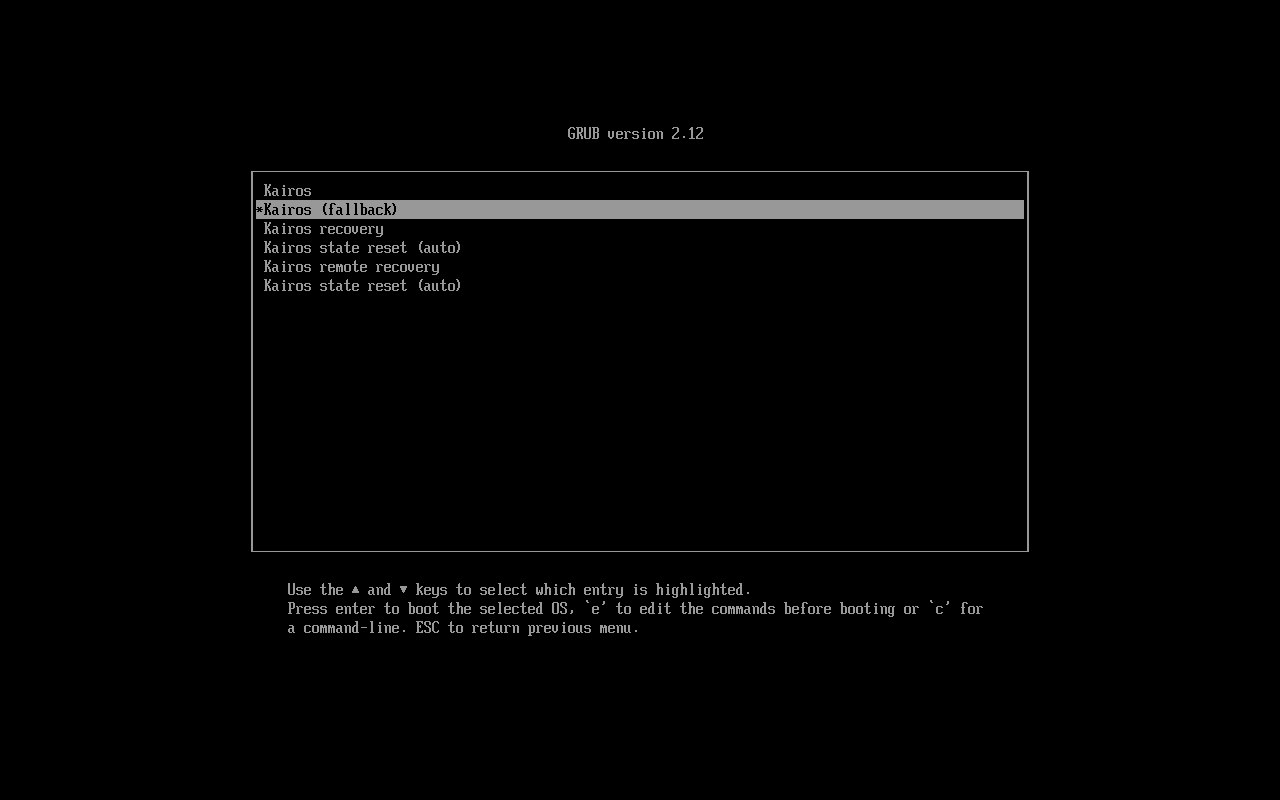 GRUB version 2.12
Kairos
*Kairos (fallback)
Kairos recovery
Kairos state reset (auto)
Kairos remote recovery
Kairos state reset (auto)
Use the ▲ and ▼ keys to select which entry is highlighted.
Press enter to boot the selected OS, `e' to edit the commands before booting or `c' for
a command-line. ESC to return previous menu.